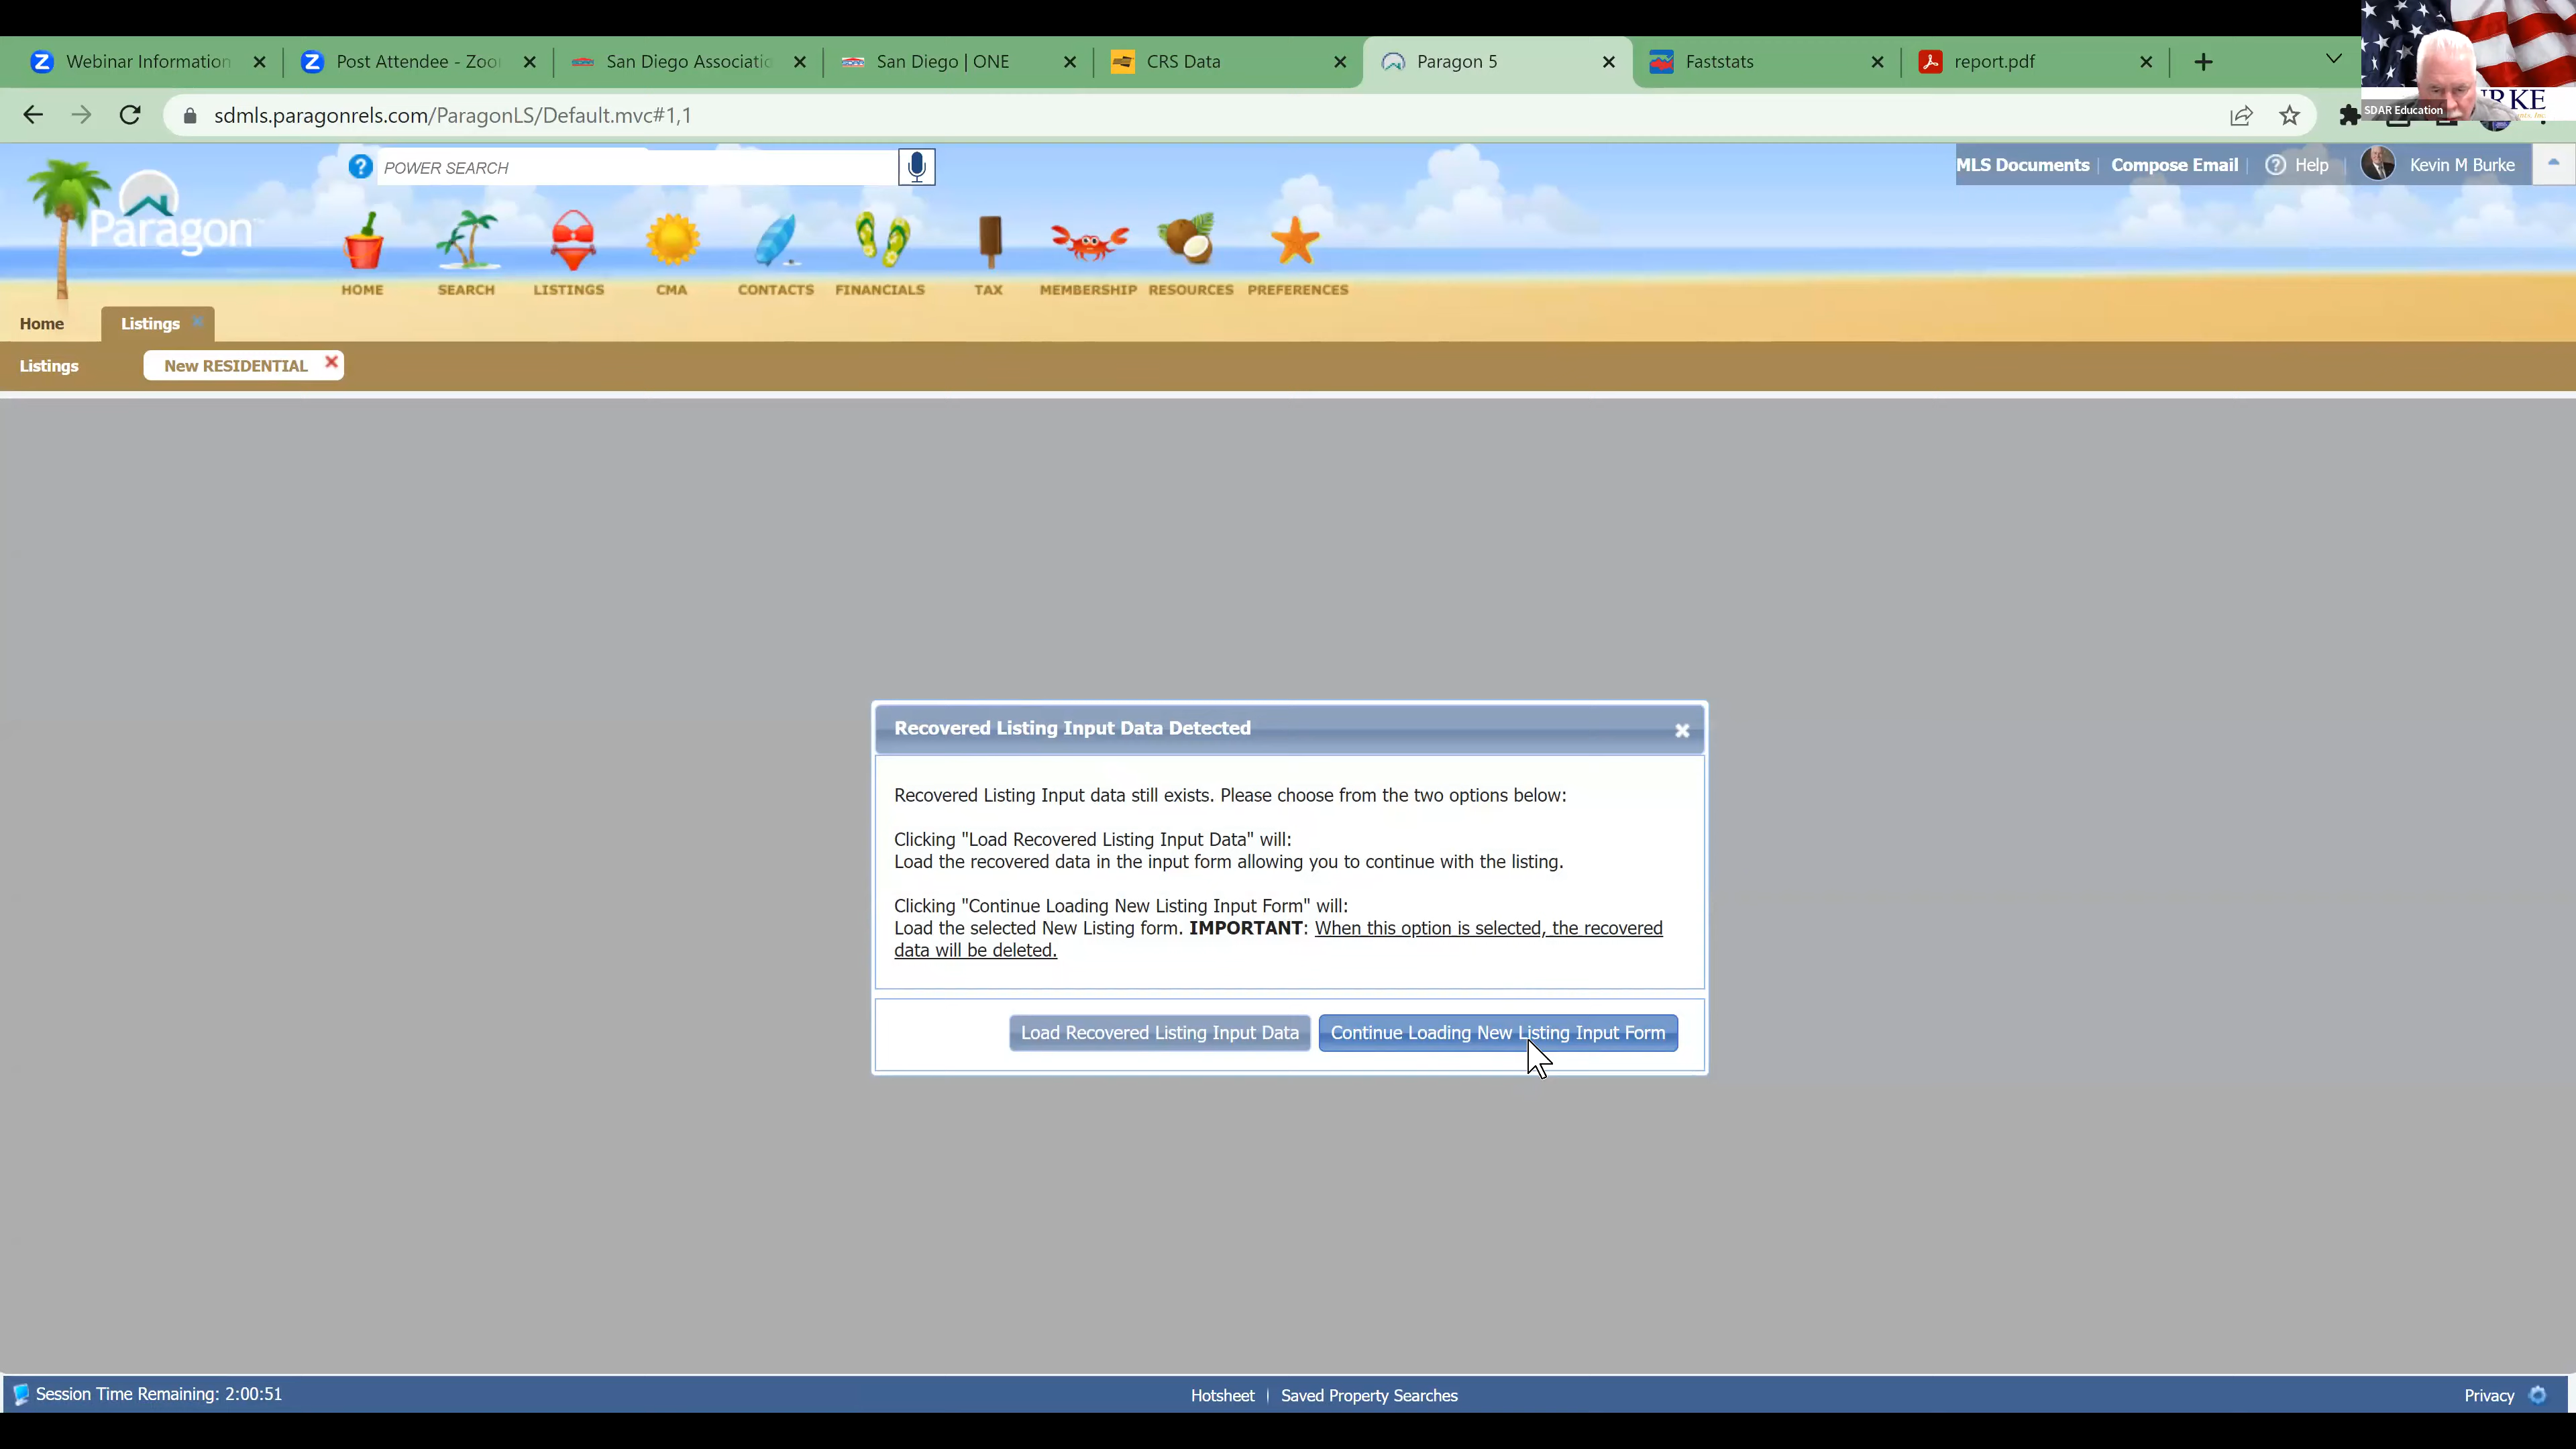 Webinar Information
Post Attendee - Zoo
San Diego Associatio
San Diego | ONE
CRS Data
Paragon 5
Faststats
report.pdf
RKE
SDAR Education
sdmls.paragonrels.com/ParagonLS/Default.mvc#1,1
POWER SEARCH
MLS Documents | Compose Email | Help Kevin M Burke
Paragon
HOME SEARCH LISTINGS CMA CONTACTS FINANCIALS TAX MEMBERSHIP RESOURCES PREFERENCES
Home Listings
Listings New RESIDENTIAL
Recovered Listing Input Data Detected
Recovered Listing Input data still exists. Please choose from the two options below:
Clicking "Load Recovered Listing Input Data" will:
Load the recovered data in the input form allowing you to continue with the listing.
Clicking "Continue Loading New Listing Input Form" will:
Load the selected New Listing form. IMPORTANT: When this option is selected, the recovered
data will be deleted.
Load Recovered Listing Input Data
Continue Loading New Listing Input Form
Session Time Remaining: 2:00:51
Hotsheet | Saved Property Searches
Privacy